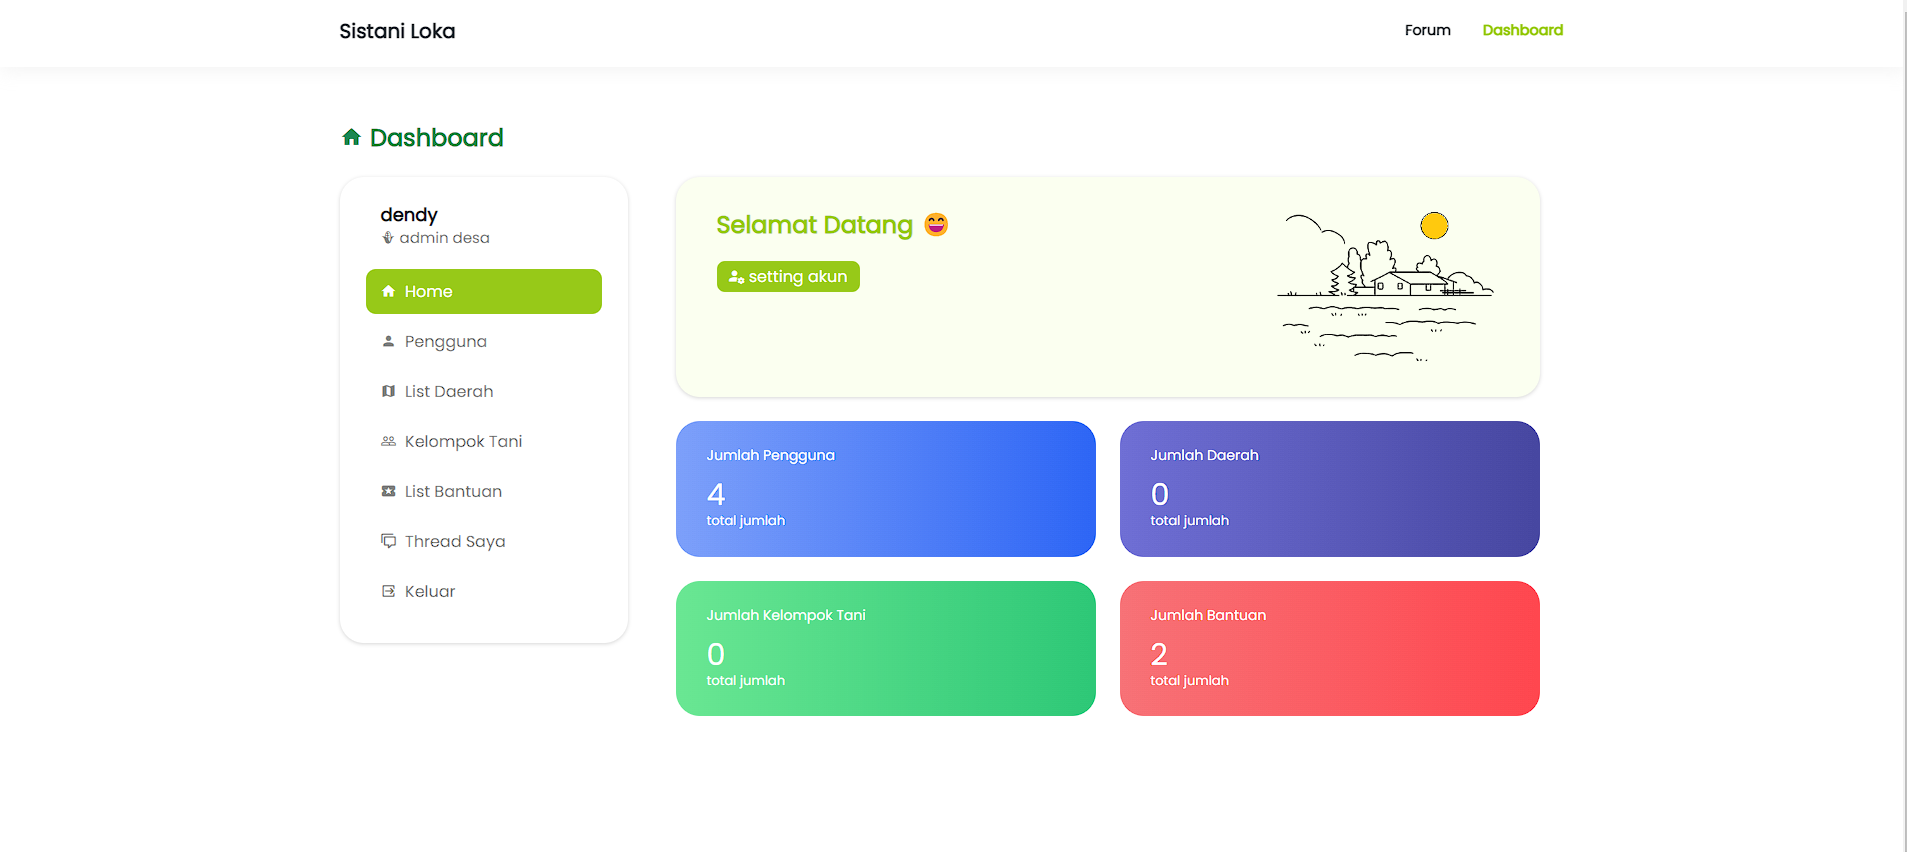 Sistani Loka
Forum
Dashboard
Dashboard
dendy
admin desa
Home
Pengguna
List Daerah
Kelompok Tani
List Bantuan
Thread Saya
Keluar
Selamat Datang 😄
setting akun
Jumlah Pengguna
4
total jumlah
Jumlah Daerah
0
total jumlah
Jumlah Kelompok Tani
0
total jumlah
Jumlah Bantuan
2
total jumlah